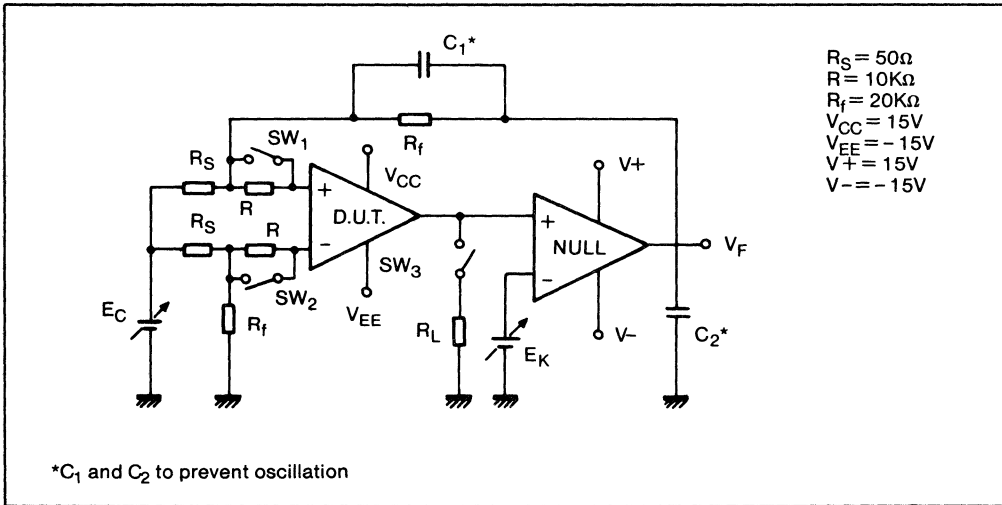 C1*
RS = 50Ω
R = 10KΩ
Rf = 20KΩ
VCC = 15V
VEE = -15V
V+ = 15V
V- = -15V
SW1
Rf
RS
R
VCC
V+
+
D.U.T.
-
RS
R
+
NULL
-
VF
SW3
SW2
EC
Rf
VEE
RL
EK
V-
C2*
*C1 and C2 to prevent oscillation